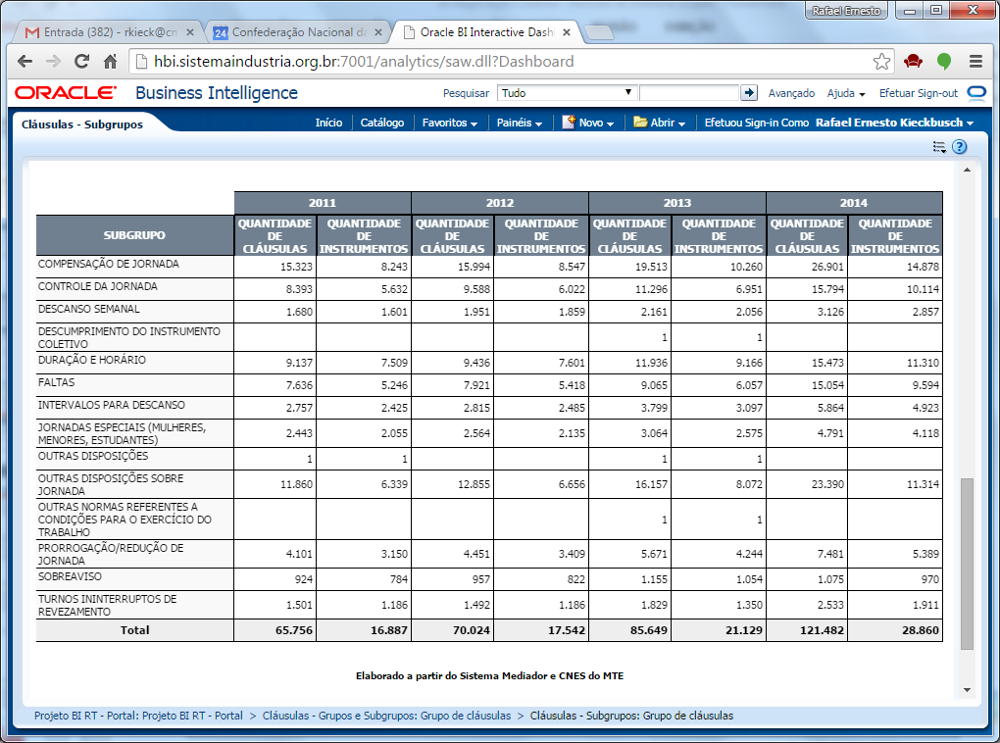 Rafael Ernesto
Entrada (382) - rkieck@cn
24 Confederação Nacional da
Oracle BI Interactive Dash
hbi.sistemaindustria.org.br:7001/analytics/saw.dll?Dashboard
ORACLE Business Intelligence
Pesquisar Tudo Avançado Ajuda Efetuar Sign-out
Cláusulas - Subgrupos
Início Catálogo Favoritos Painéis Novo Abrir Efetuou Sign-in Como Rafael Ernesto Kieckbusch
2011 2012 2013 2014
SUBGRUPO
QUANTIDADE QUANTIDADE QUANTIDADE QUANTIDADE QUANTIDADE QUANTIDADE QUANTIDADE QUANTIDADE
DE DE DE DE DE DE DE DE
CLÁUSULAS INSTRUMENTOS CLÁUSULAS INSTRUMENTOS CLÁUSULAS INSTRUMENTOS CLÁUSULAS INSTRUMENTOS
COMPENSAÇÃO DE JORNADA 15.323 8.243 15.994 8.547 19.513 10.260 26.901 14.878
CONTROLE DA JORNADA 8.393 5.632 9.588 6.022 11.296 6.951 15.794 10.114
DESCANSO SEMANAL 1.680 1.601 1.951 1.859 2.161 2.056 3.126 2.857
DESCUMPRIMENTO DO INSTRUMENTO
COLETIVO 1 1
DURAÇÃO E HORÁRIO 9.137 7.509 9.436 7.601 11.936 9.166 15.473 11.310
FALTAS 7.636 5.246 7.921 5.418 9.065 6.057 15.054 9.594
INTERVALOS PARA DESCANSO 2.757 2.425 2.815 2.485 3.799 3.097 5.864 4.923
JORNADAS ESPECIAIS (MULHERES,
MENORES, ESTUDANTES) 2.443 2.055 2.564 2.135 3.064 2.575 4.791 4.118
OUTRAS DISPOSIÇÕES 1 1 1 1
OUTRAS DISPOSIÇÕES SOBRE
JORNADA 11.860 6.339 12.855 6.656 16.157 8.072 23.390 11.314
OUTRAS NORMAS REFERENTES A
CONDIÇÕES PARA O EXERCÍCIO DO
TRABALHO 1 1
PRORROGAÇÃO/REDUÇÃO DE
JORNADA 4.101 3.150 4.451 3.409 5.671 4.244 7.481 5.389
SOBREAVISO 924 784 957 822 1.155 1.054 1.075 970
TURNOS ININTERRUPTOS DE
REVEZAMENTO 1.501 1.186 1.492 1.186 1.829 1.350 2.533 1.911
Total 65.756 16.887 70.024 17.542 85.649 21.129 121.482 28.860
Elaborado a partir do Sistema Mediador e CNES do MTE
Projeto BI RT - Portal: Projeto BI RT - Portal > Cláusulas - Grupos e Subgrupos: Grupo de cláusulas > Cláusulas - Subgrupos: Grupo de cláusulas